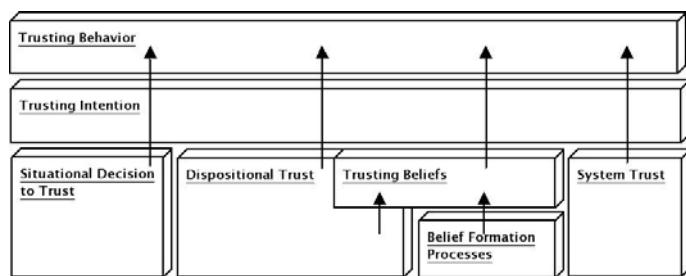 Trusting Behavior
Trusting Intention
Situational Decision
to Trust
Dispositional Trust
Trusting Beliefs
System Trust
Belief Formation
Processes